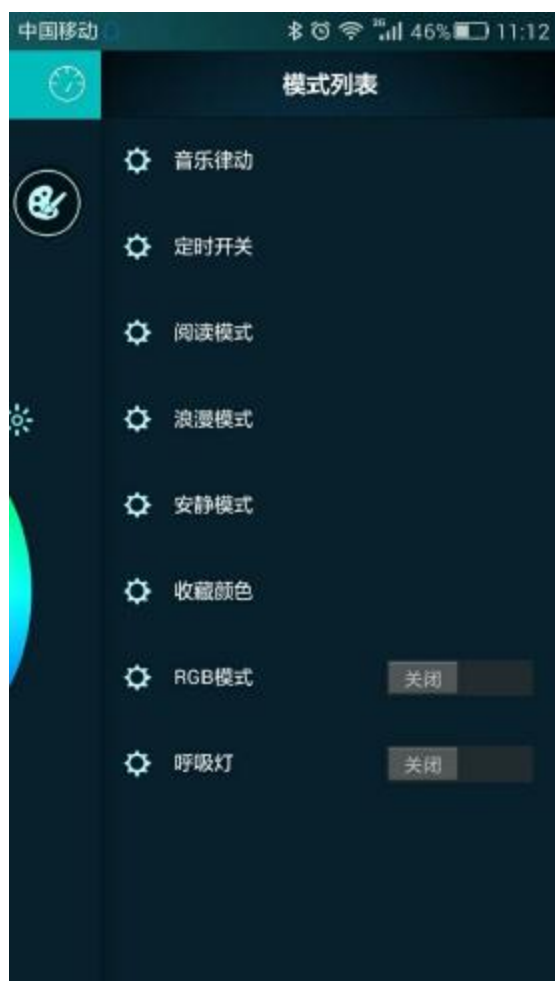 中国移动 3G 46% 11:12
模式列表
音乐律动
定时开关
阅读模式
浪漫模式
安静模式
收藏颜色
RGB模式 关闭
呼吸灯 关闭